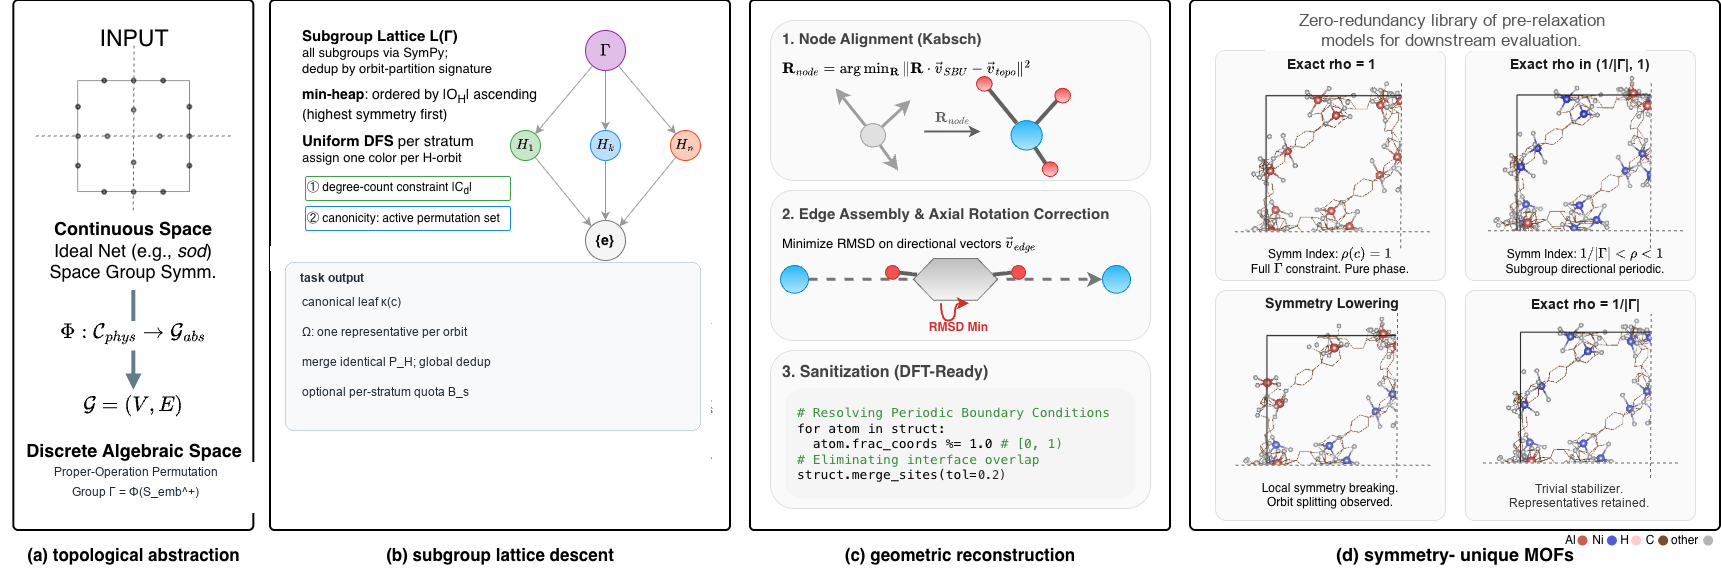 INPUT
Continuous Space
Ideal Net (e.g., sod)
Space Group Symm.
Φ : 𝒞_phys → 𝒢_abs
𝒢 = (V, E)
Discrete Algebraic Space
Proper-Operation Permutation
Group Γ = Φ(S_emb^+)
(a) topological abstraction
Subgroup Lattice L(Γ)
all subgroups via SymPy;
dedup by orbit-partition signature
min-heap: ordered by |O_H| ascending
(highest symmetry first)
Uniform DFS per stratum
assign one color per H-orbit
① degree-count constraint |C_d|
② canonicity: active permutation set
Γ
H_1
H_k
H_n
{e}
task output
canonical leaf κ(c)
Ω: one representative per orbit
merge identical P_H; global dedup
optional per-stratum quota B_s
(b) subgroup lattice descent
1. Node Alignment (Kabsch)
R_node = arg min_R ‖R · v⃗_SBU − v⃗_topo‖²
R_node
2. Edge Assembly & Axial Rotation Correction
Minimize RMSD on directional vectors v⃗_edge
RMSD Min
3. Sanitization (DFT-Ready)
# Resolving Periodic Boundary Conditions
for atom in struct:
atom.frac_coords %= 1.0 # [0, 1)
# Eliminating interface overlap
struct.merge_sites(tol=0.2)
(c) geometric reconstruction
Zero-redundancy library of pre-relaxation
models for downstream evaluation.
Exact rho = 1
Symm Index: ρ(c) = 1
Full Γ constraint. Pure phase.
Exact rho in (1/|Γ|, 1)
Symm Index: 1/|Γ| < ρ < 1
Subgroup directional periodic.
Symmetry Lowering
Local symmetry breaking.
Orbit splitting observed.
Exact rho = 1/|Γ|
Trivial stabilizer.
Representatives retained.
Al Ni H C other
(d) symmetry- unique MOFs